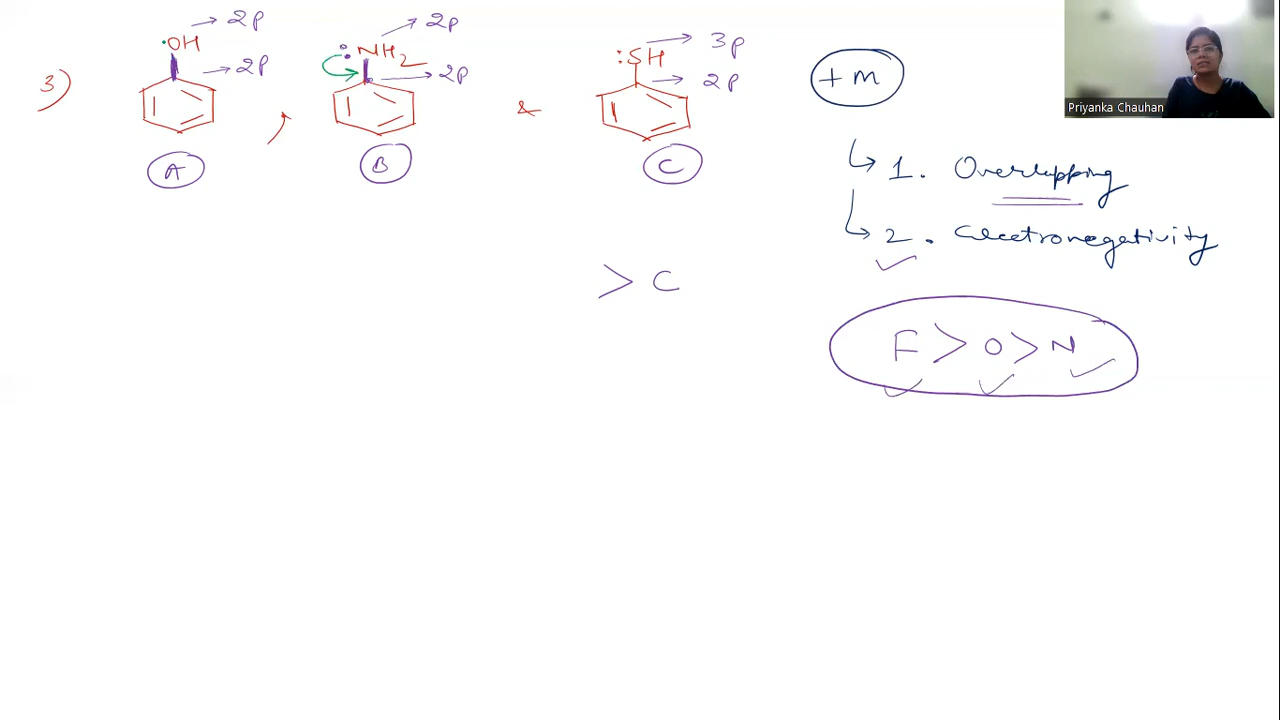 3)
:OH → 2p
→ 2p
A
,
:NH2 → 2p
→ 2p
B
&
:SH → 3p
→ 2p
C
+m
1. Overlapping
2. Electronegativity
> C
F > O > N
Priyanka Chauhan